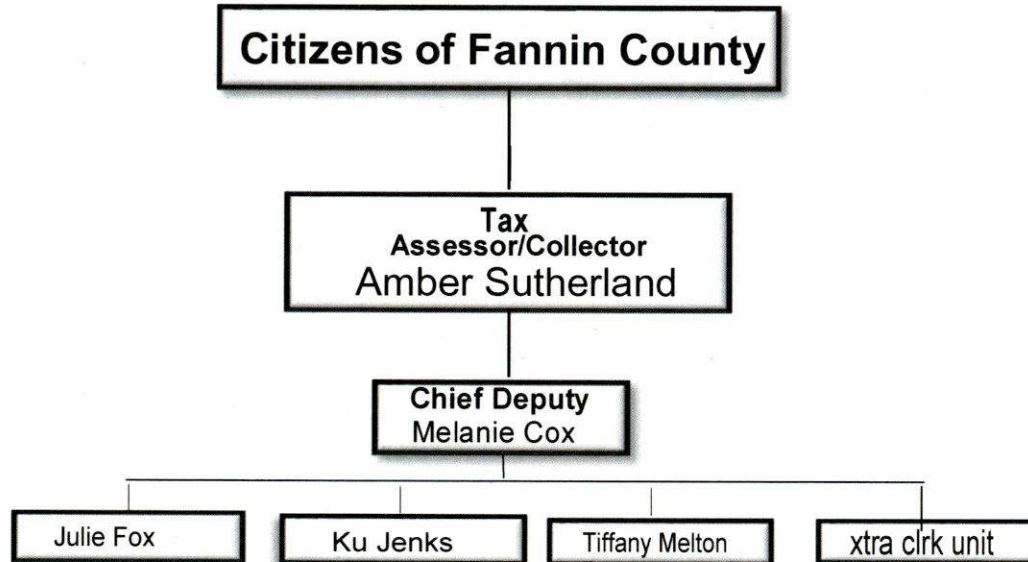 Citizens of Fannin County
Tax
Assessor/Collector
Amber Sutherland
Chief Deputy
Melanie Cox
Julie Fox
Ku Jenks
Tiffany Melton
xtra clrk unit